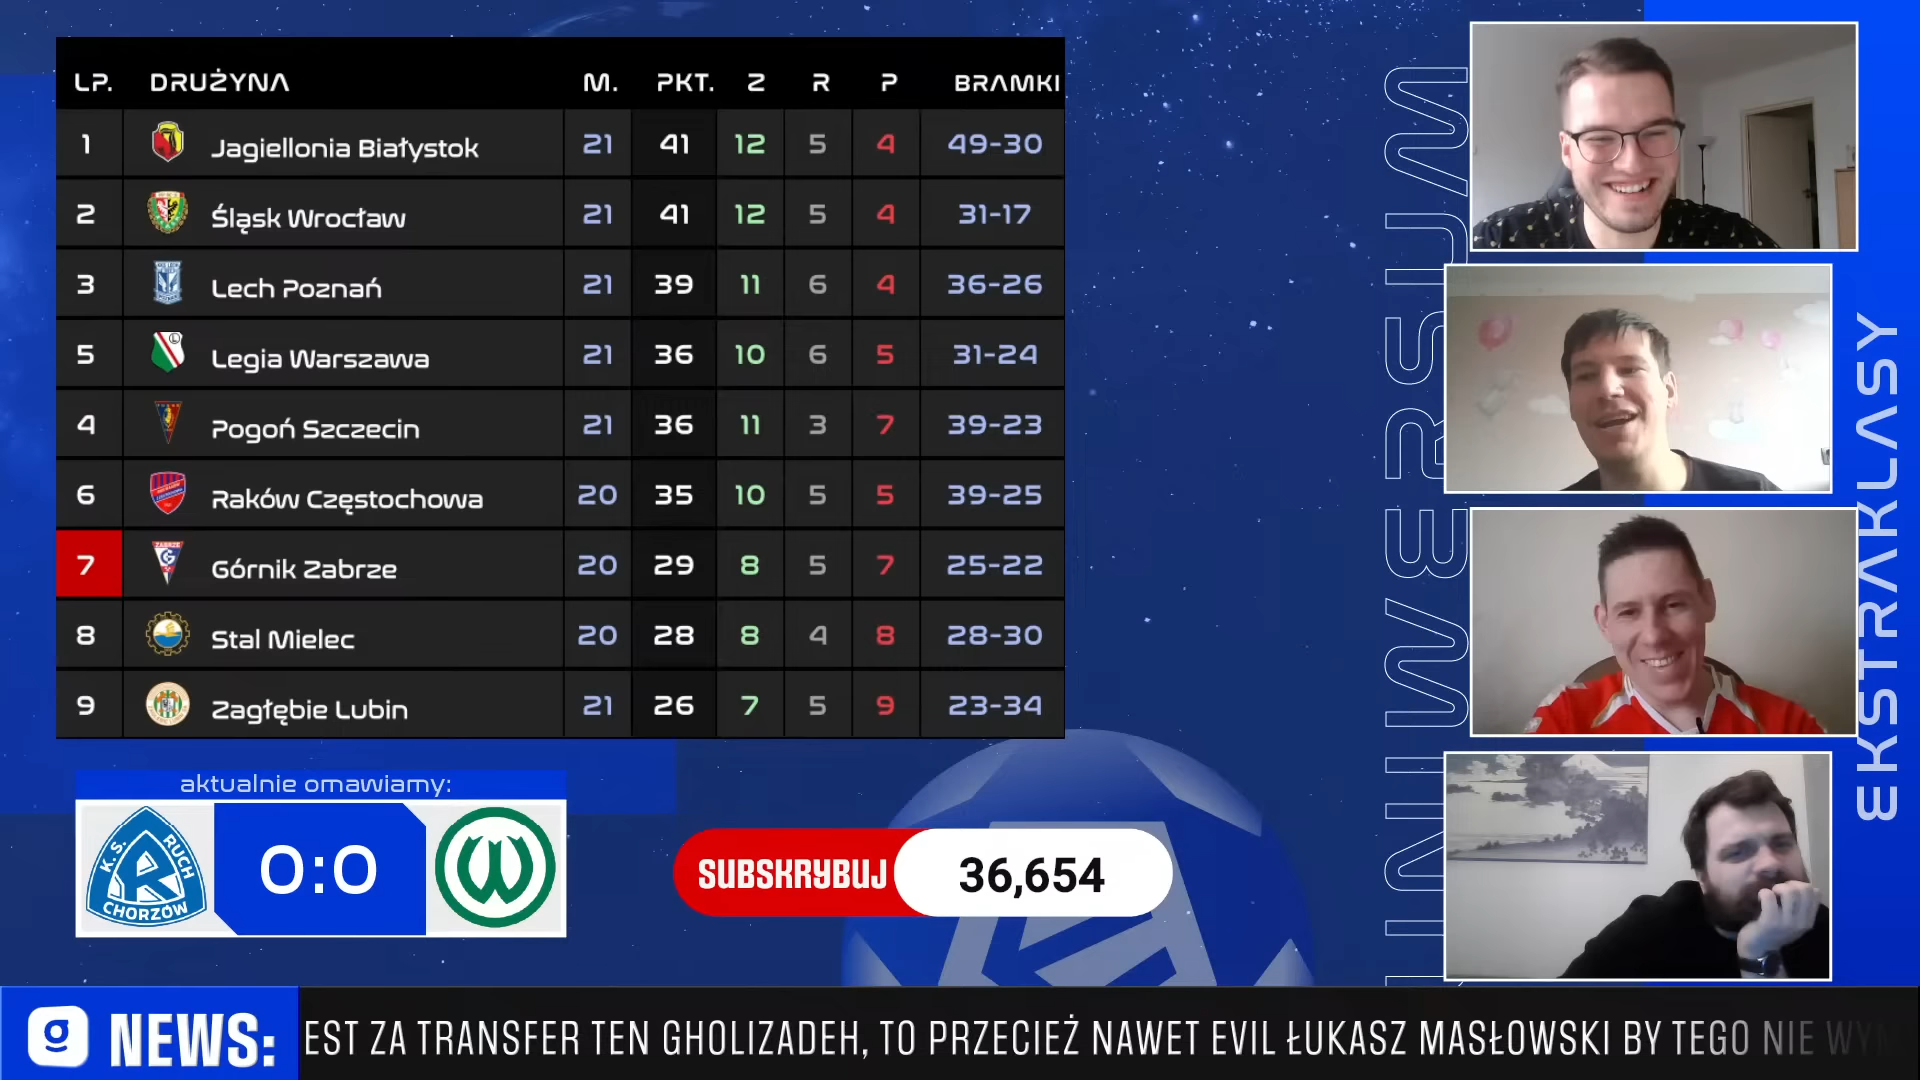 LP. DRUŻYNA M. PKT. Z R P BRAMKI
1 Jagiellonia Białystok 21 41 12 5 4 49-30
2 Śląsk Wrocław 21 41 12 5 4 31-17
3 Lech Poznań 21 39 11 6 4 36-26
5 Legia Warszawa 21 36 10 6 5 31-24
4 Pogoń Szczecin 21 36 11 3 7 39-23
6 Raków Częstochowa 20 35 10 5 5 39-25
7 Górnik Zabrze 20 29 8 5 7 25-22
8 Stal Mielec 20 28 8 4 8 28-30
9 Zagłębie Lubin 21 26 7 5 9 23-34
aktualnie omawiamy:
K.S. RUCH
CHORZÓW
0:0
W
SUBSKRYBUJ 36,654
UNIWERSUM
EKSTRAKLASY
g NEWS: EST ZA TRANSFER TEN GHOLIZADEH, TO PRZECIEŻ NAWET EVIL ŁUKASZ MASŁOWSKI BY TEGO NIE WYM